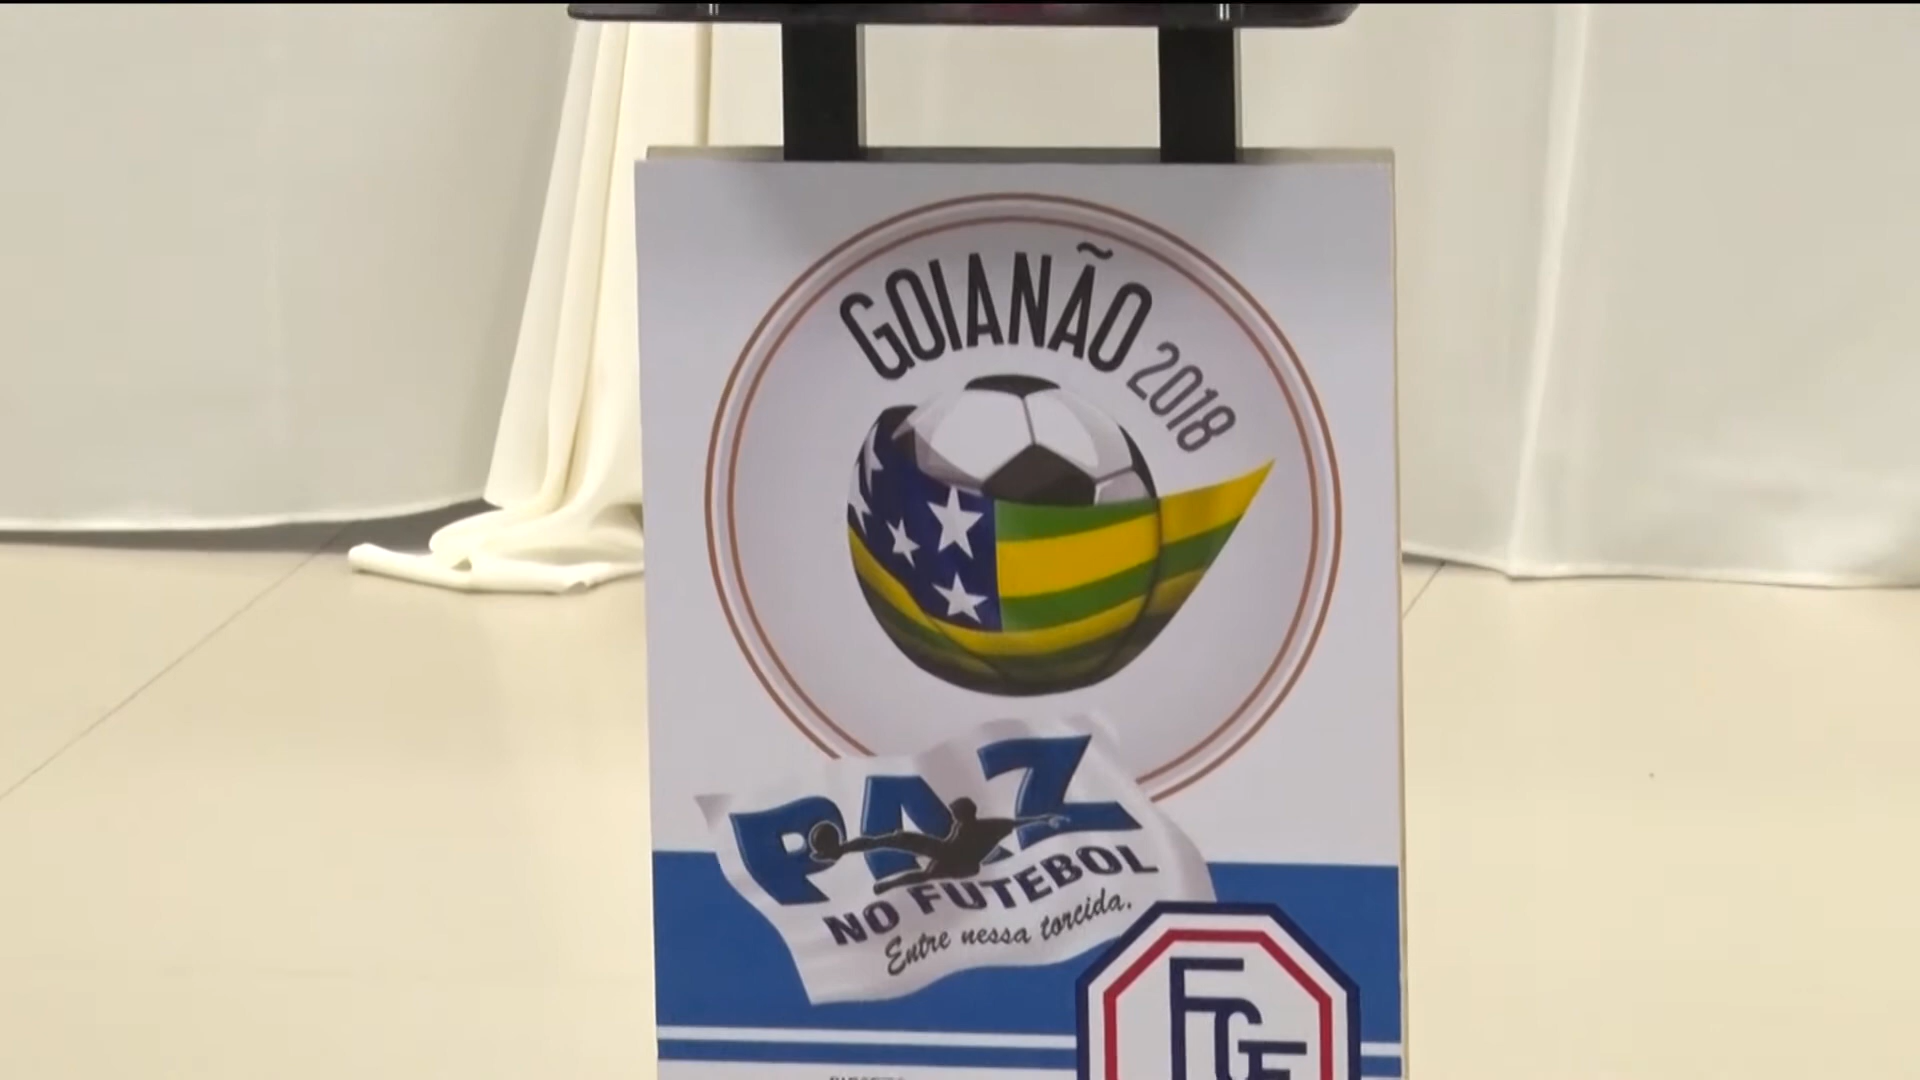 GOIANÃO 2018
PAZ
NO FUTEBOL
Entre nessa torcida.
FGF